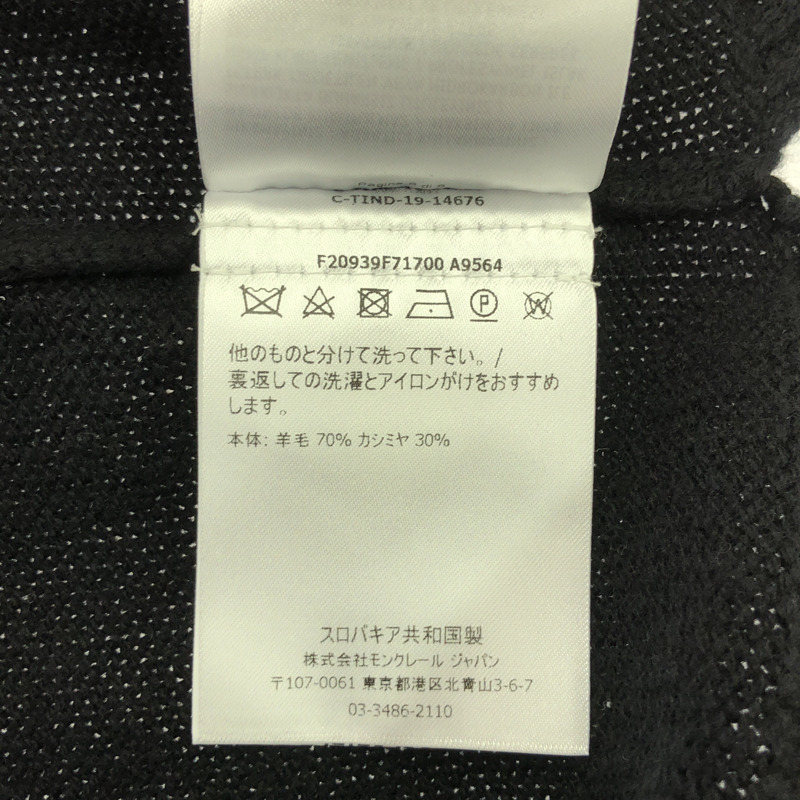 C-TIND-19-14676
F20939F71700 A9564
P
W
他のものと分けて洗って下さい。/
裏返しての洗濯とアイロンがけをおすすめ
します。
本体: 羊毛 70% カシミヤ 30%
スロバキア共和国製
株式会社モンクレール ジャパン
〒107-0061 東京都港区北青山3-6-7
03-3486-2110